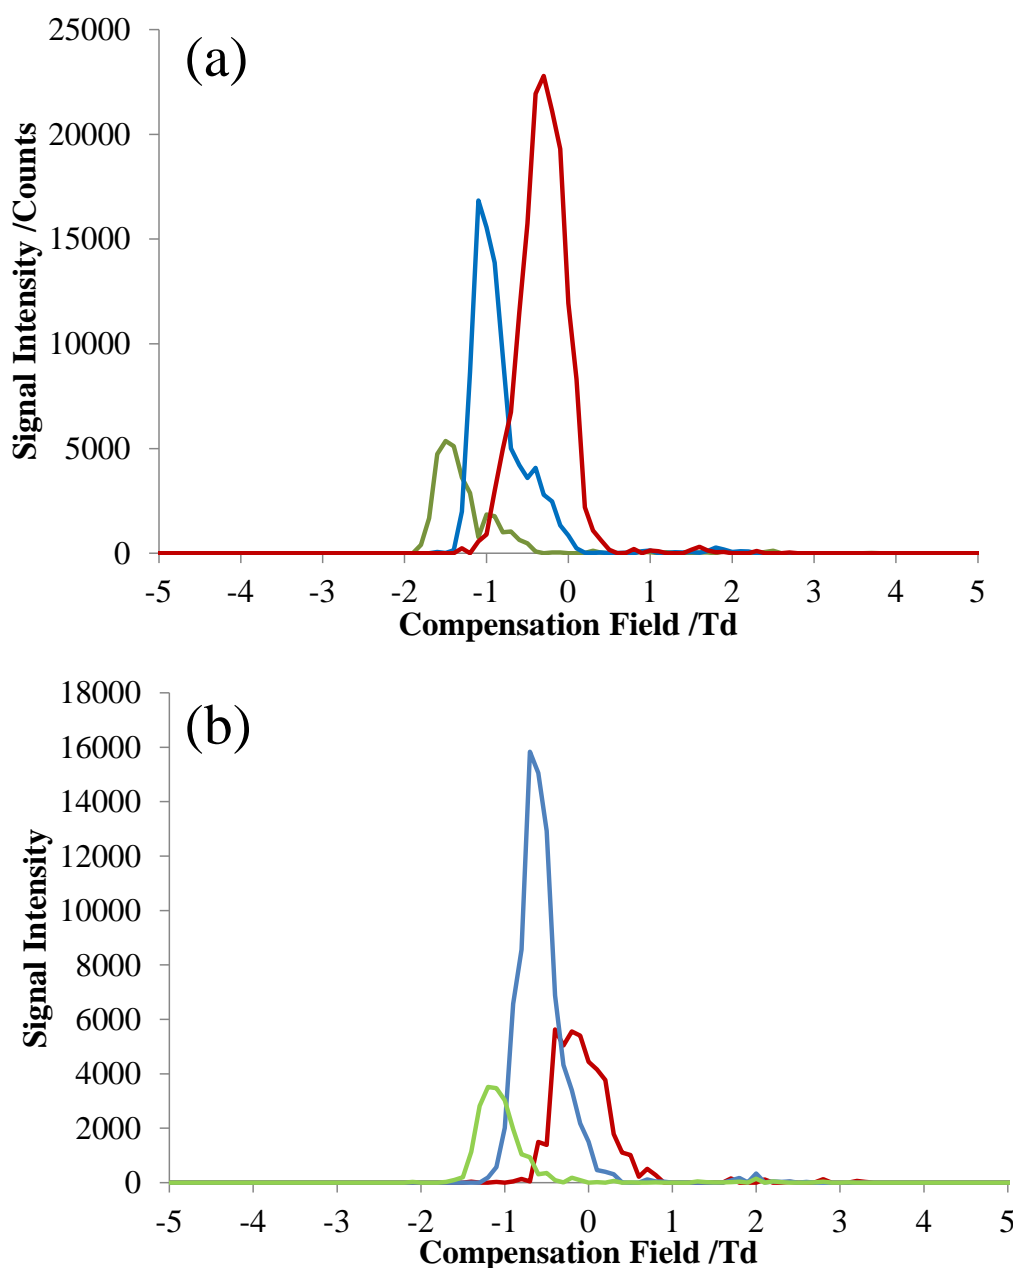 (a)
Signal Intensity /Counts
25000
20000
15000
10000
5000
0
-5 -4 -3 -2 -1 0 1 2 3 4 5
Compensation Field /Td
(b)
Signal Intensity
18000
16000
14000
12000
10000
8000
6000
4000
2000
0
-5 -4 -3 -2 -1 0 1 2 3 4 5
Compensation Field /Td